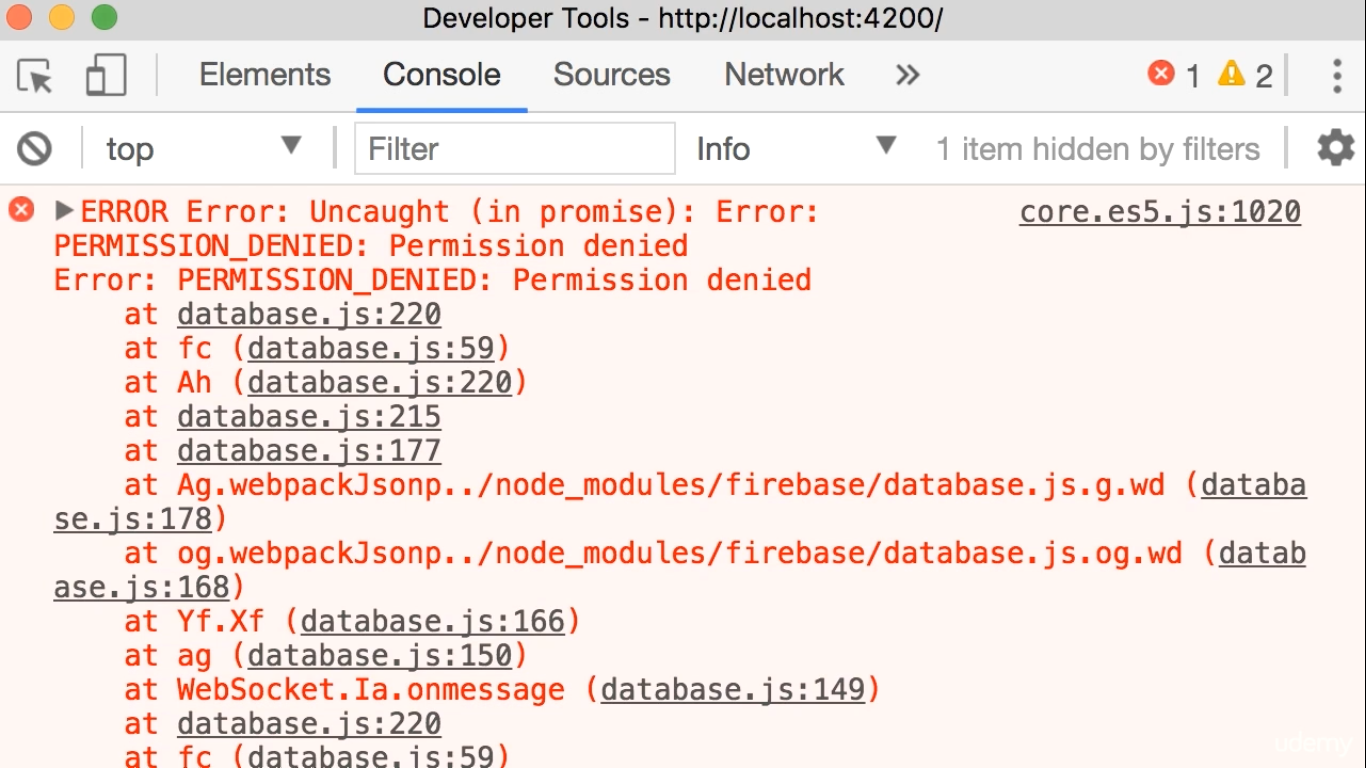 Developer Tools - http://localhost:4200/
Elements Console Sources Network » 1 2
top Filter Info 1 item hidden by filters
ERROR Error: Uncaught (in promise): Error: core.es5.js:1020
PERMISSION_DENIED: Permission denied
Error: PERMISSION_DENIED: Permission denied
at database.js:220
at fc (database.js:59)
at Ah (database.js:220)
at database.js:215
at database.js:177
at Ag.webpackJsonp../node_modules/firebase/database.js.g.wd (databa
se.js:178)
at og.webpackJsonp../node_modules/firebase/database.js.og.wd (datab
ase.js:168)
at Yf.Xf (database.js:166)
at ag (database.js:150)
at WebSocket.Ia.onmessage (database.js:149)
at database.js:220
at fc (database.js:59)
udemy